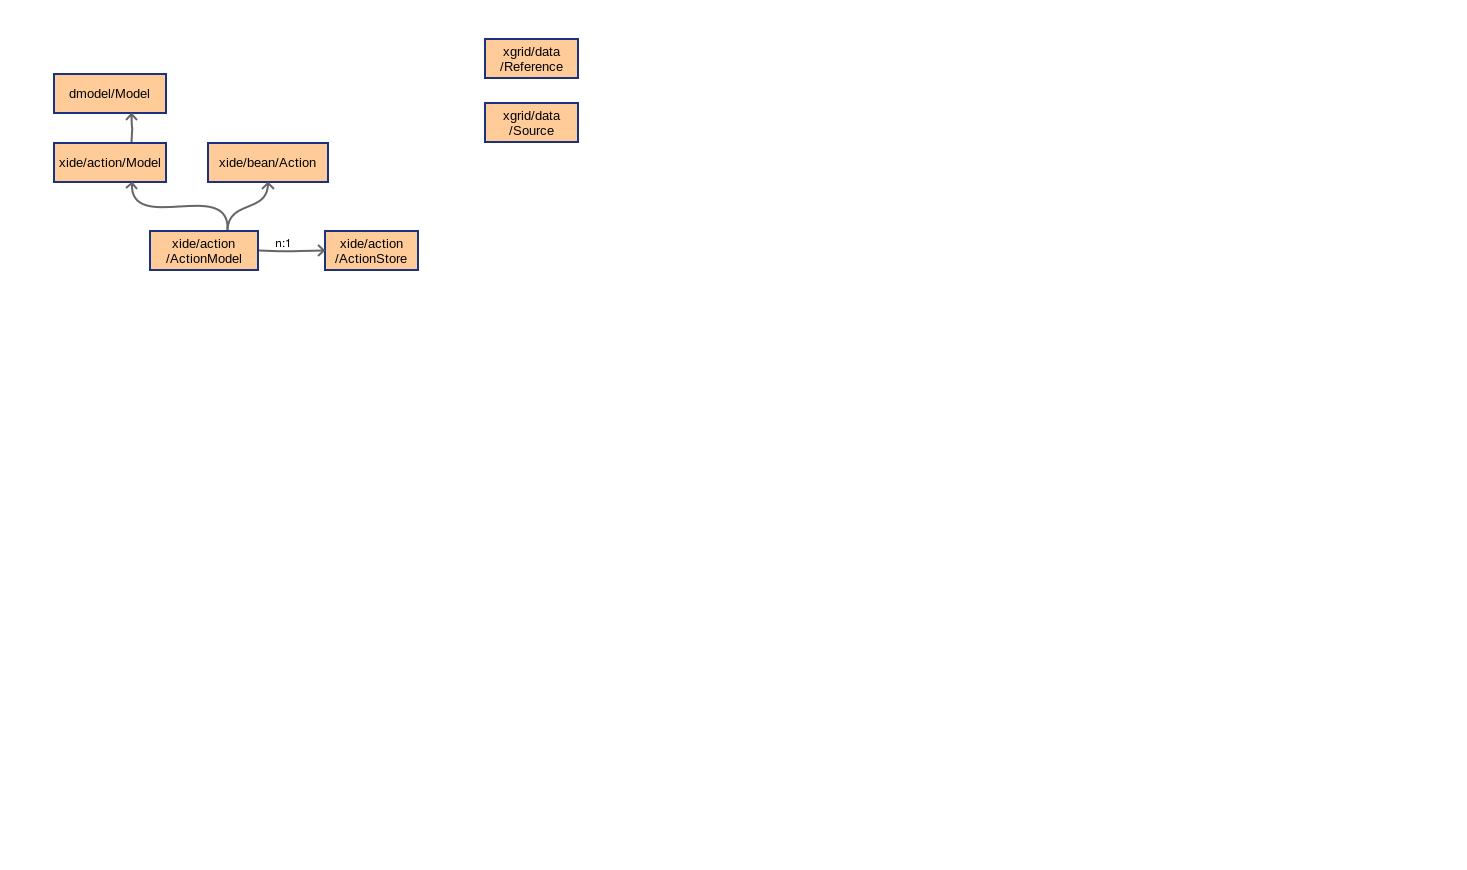 xgrid/data
/Reference
dmodel/Model
xgrid/data
/Source
xide/action/Model
xide/bean/Action
xide/action
/ActionModel
n:1
xide/action
/ActionStore